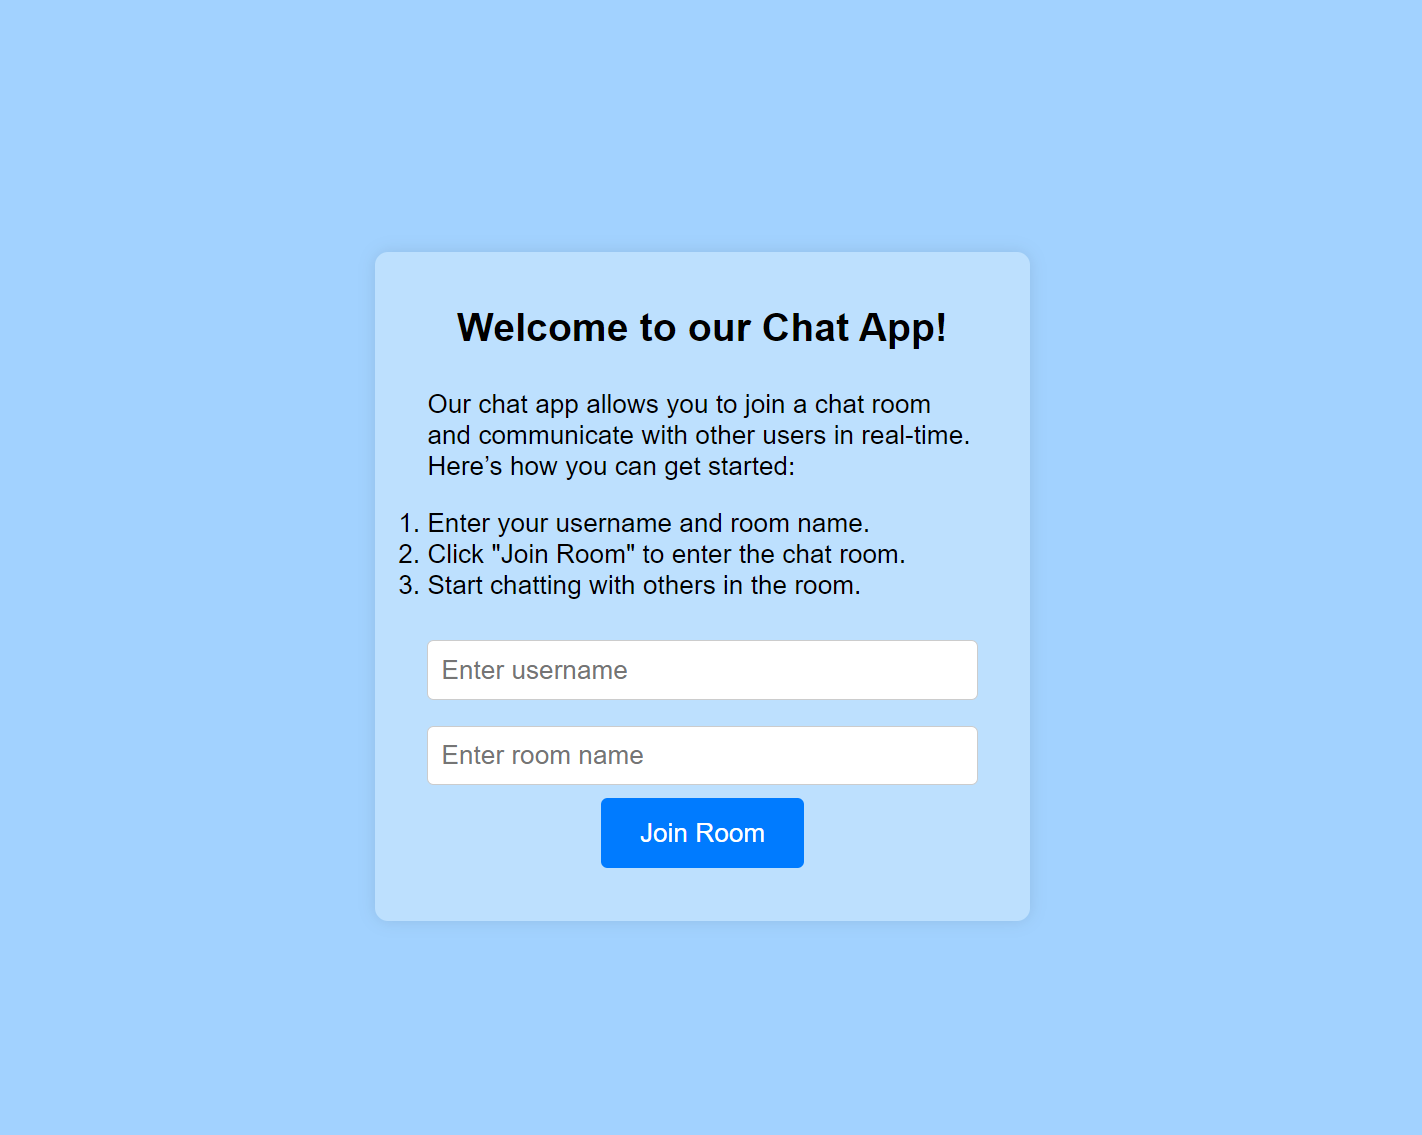 Welcome to our Chat App!
Our chat app allows you to join a chat room
and communicate with other users in real-time.
Here’s how you can get started:
1. Enter your username and room name.
2. Click "Join Room" to enter the chat room.
3. Start chatting with others in the room.
Enter username
Enter room name
Join Room